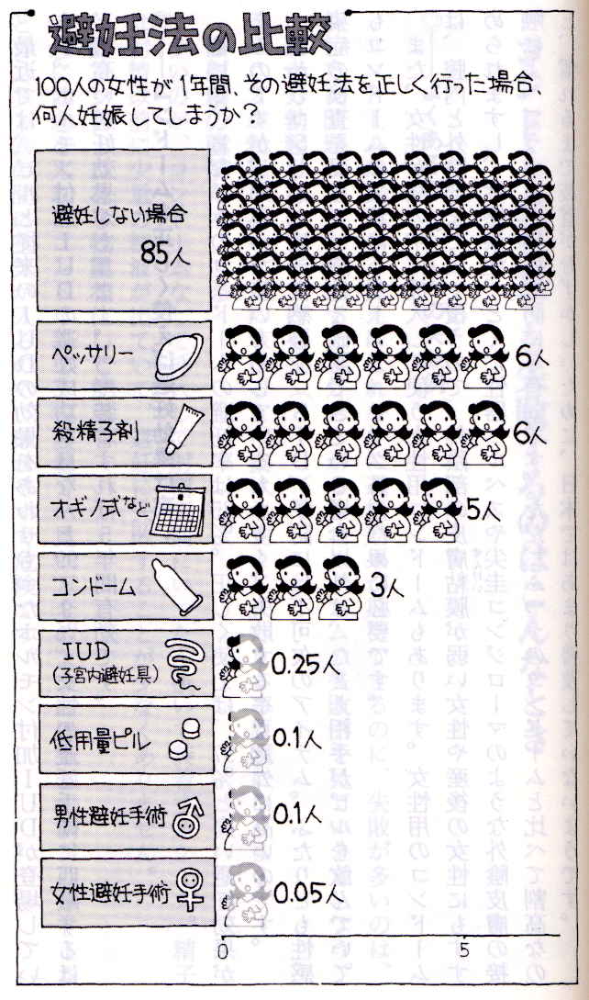 避妊法の比較
100人の女性が1年間、その避妊法を正しく行った場合、
何人妊娠してしまうか?
避妊しない場合
85人
ペッサリー
6人
殺精子剤
6人
オギノ式など
5人
コンドーム
3人
IUD
(子宮内避妊具)
0.25人
低用量ピル
0.1人
男性避妊手術
0.1人
女性避妊手術
0.05人
0
5